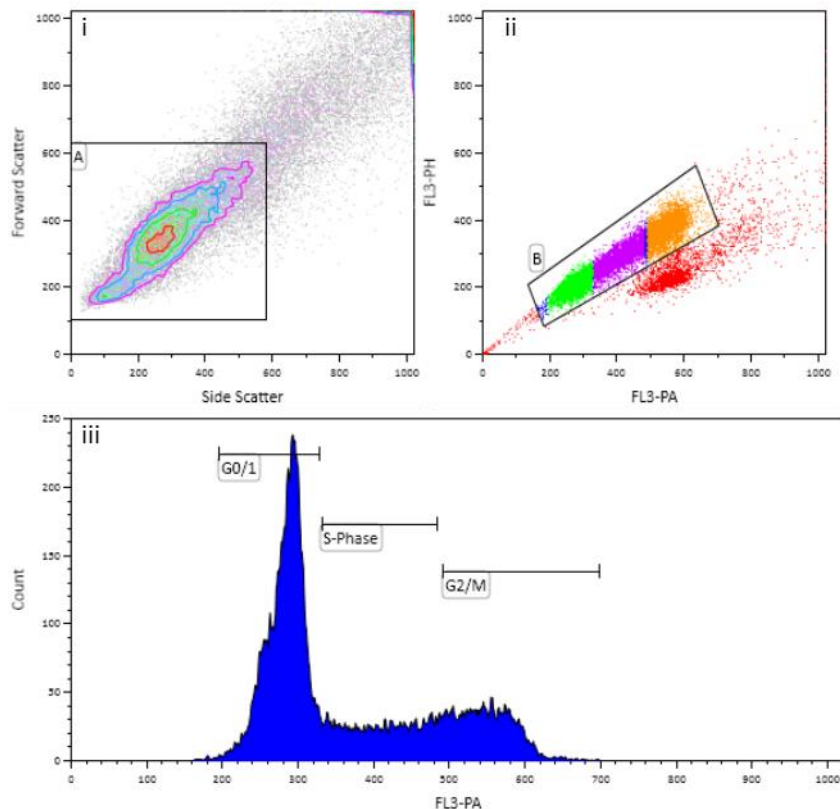 i
1000
800
600
400
200
0
A
Forward Scatter
0 200 400 600 800 1000
Side Scatter
ii
1000
800
600
400
200
0
B
FL3-PH
0 200 400 600 800 1000
FL3-PA
iii
250
200
150
100
50
0
Count
G0/1
S-Phase
G2/M
0 100 200 300 400 500 600 700 800 900 1000
FL3-PA